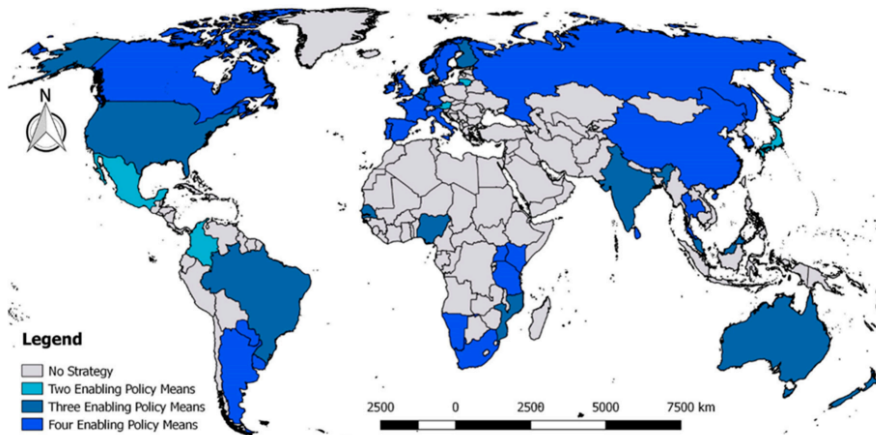 N
Legend
No Strategy
Two Enabling Policy Means
Three Enabling Policy Means
Four Enabling Policy Means
2500 0 2500 5000 7500 km